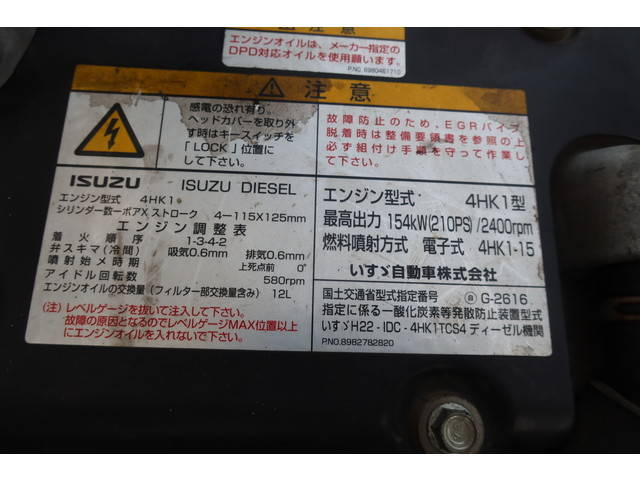 注意
エンジンオイルは、メーカー指定の
DPD対応オイルを使用願います。
P.NO. 8980461710
注 意
感電の恐れ有り。
ヘッドカバーを取り外
す時はキースイッチを
「LOCK」位置に
して下さい。
故障防止のため、EGRパイプ
脱着時は整備要領書を参照の上
必ず組付け手順を守って作業し
て下さい。
ISUZU ISUZU DIESEL
エンジン型式 4HK1
シリンダー数ーボアXストローク 4ー115X125mm
エンジン調整表
着火順序 1-3-4-2
弁スキマ(冷間) 吸気0.6mm 排気0.6mm
噴射始メ時期 上死点前 0°
アイドル回転数 580rpm
エンジンオイルの交換量(フィルター部交換量含み) 12L
(注) レベルゲージを抜いて注入して下さい。
故障の原因となるのでレベルゲージMAX位置以上
にエンジンオイルを入れないで下さい。
エンジン型式 4HK1型
最高出力 154kW(210PS)/2400rpm
燃料噴射方式 電子式 4HK1-15
いすゞ自動車株式会社
国土交通省型式指定番号 ⓐ G-2616
指定に係る一酸化炭素等発散防止装置型式
いすゞH22-IDC-4HK1TCS4 ディーゼル機関
P.NO.8982782820